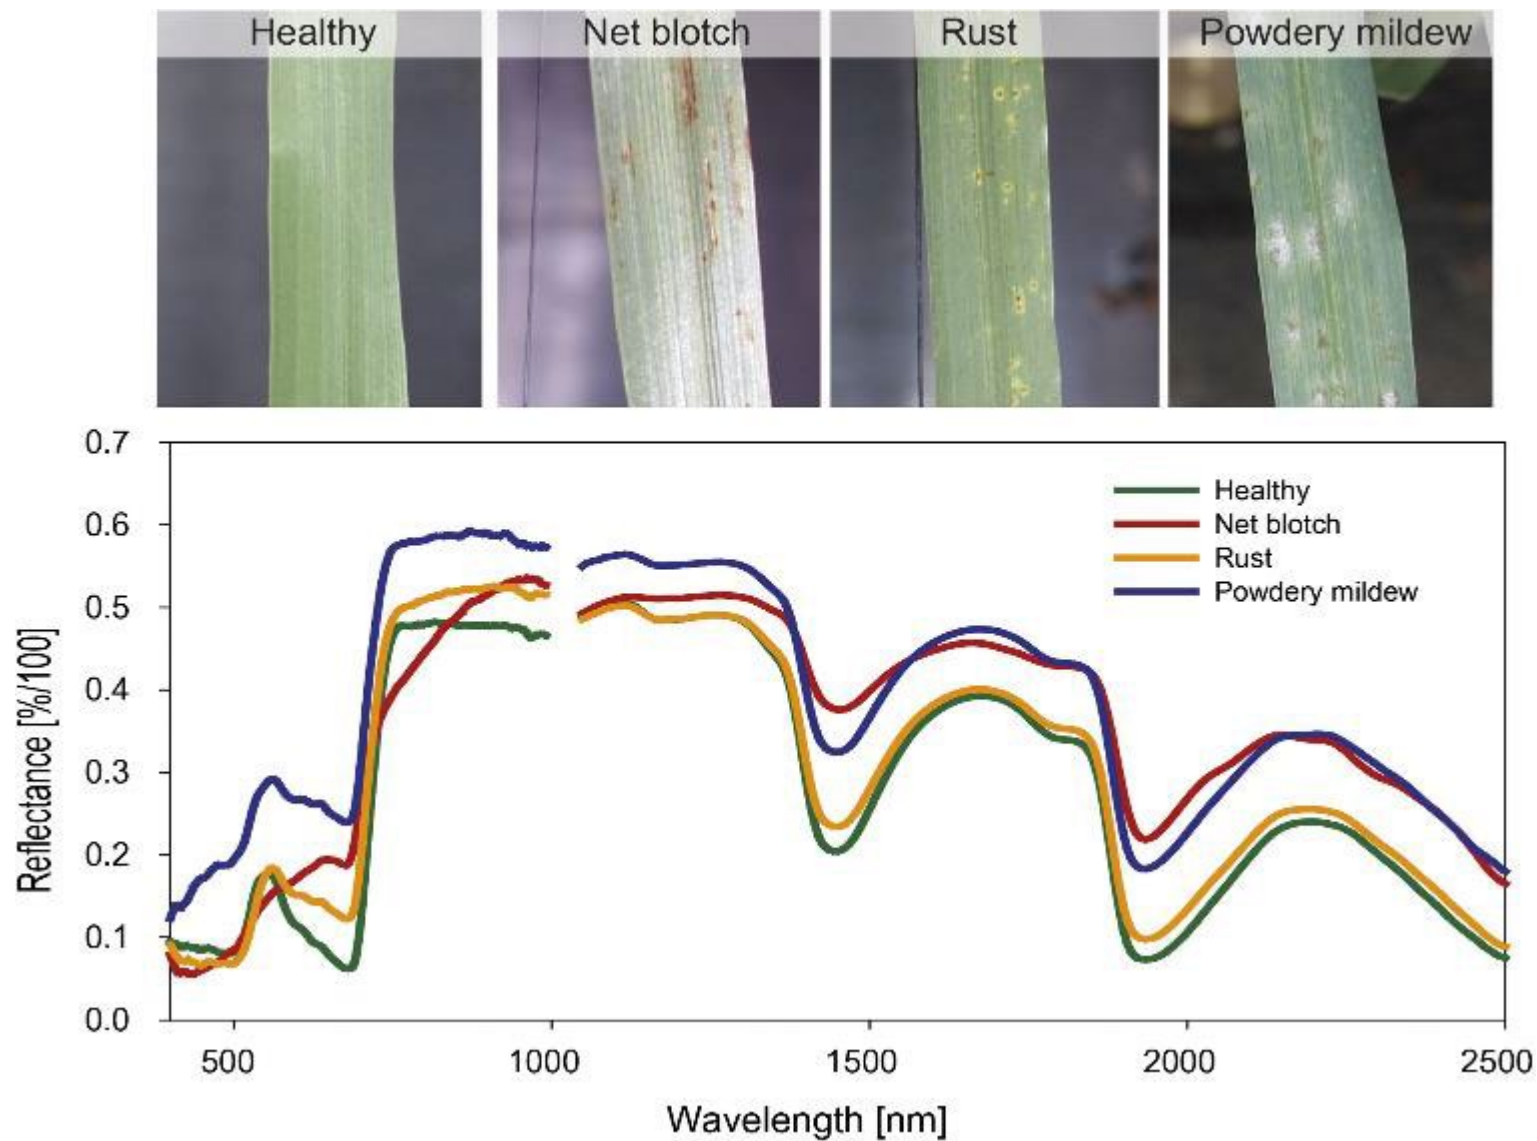 Healthy
Net blotch
Rust
Powdery mildew
0.7
0.6
0.5
0.4
0.3
0.2
0.1
0.0
Reflectance [%/100]
Healthy
Net blotch
Rust
Powdery mildew
500
1000
1500
2000
2500
Wavelength [nm]